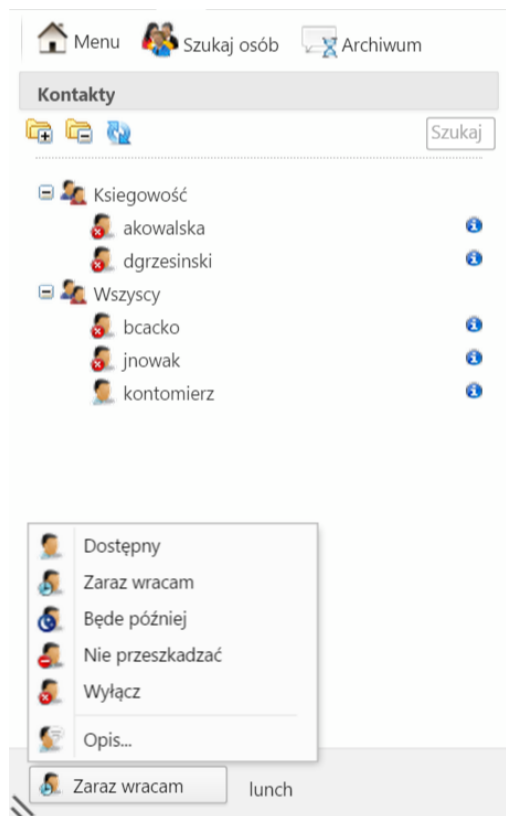 Menu Szukaj osób Archiwum
Kontakty
Szukaj
Ksiegowość
akowalska
dgrzesinski
Wszyscy
bcacko
jnowak
kontomierz
Dostępny
Zaraz wracam
Będe później
Nie przeszkadzać
Wyłącz
Opis...
Zaraz wracam lunch